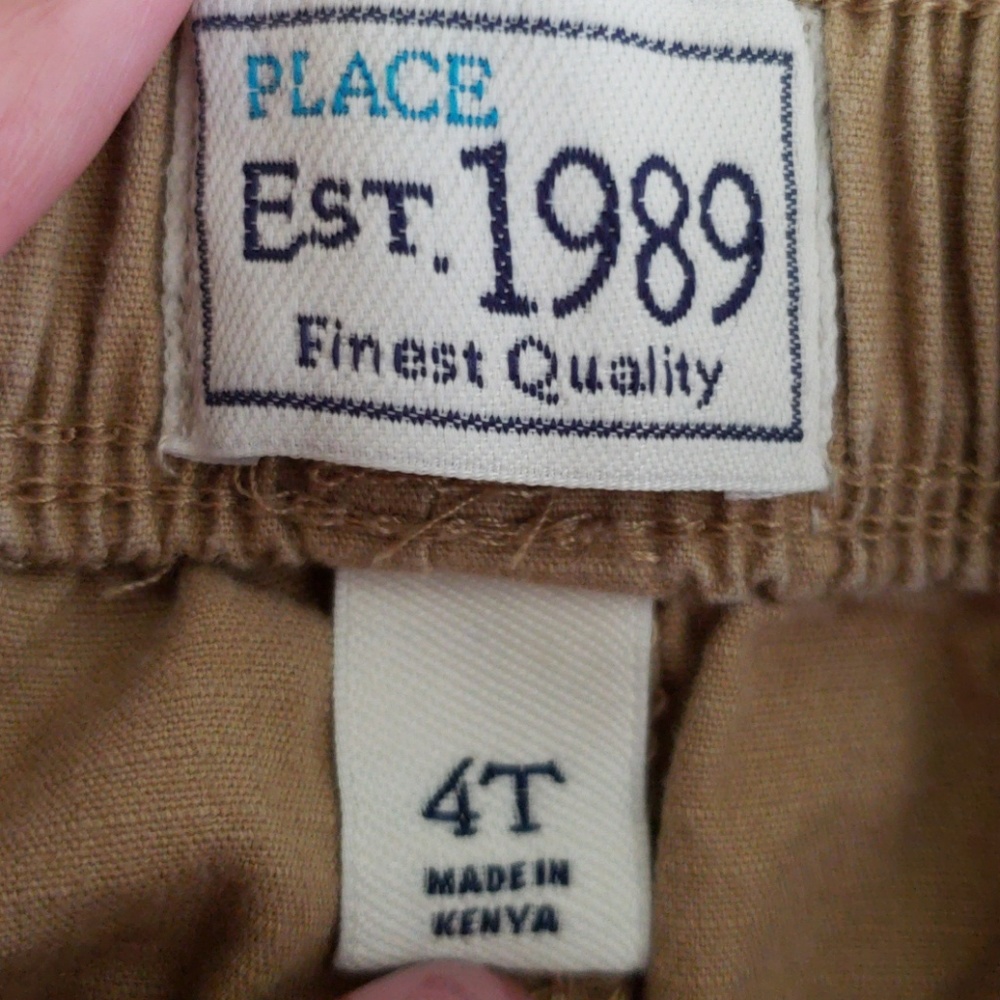 PLACE
EST. 1989
Finest Quality
4T
MADE IN
KENYA